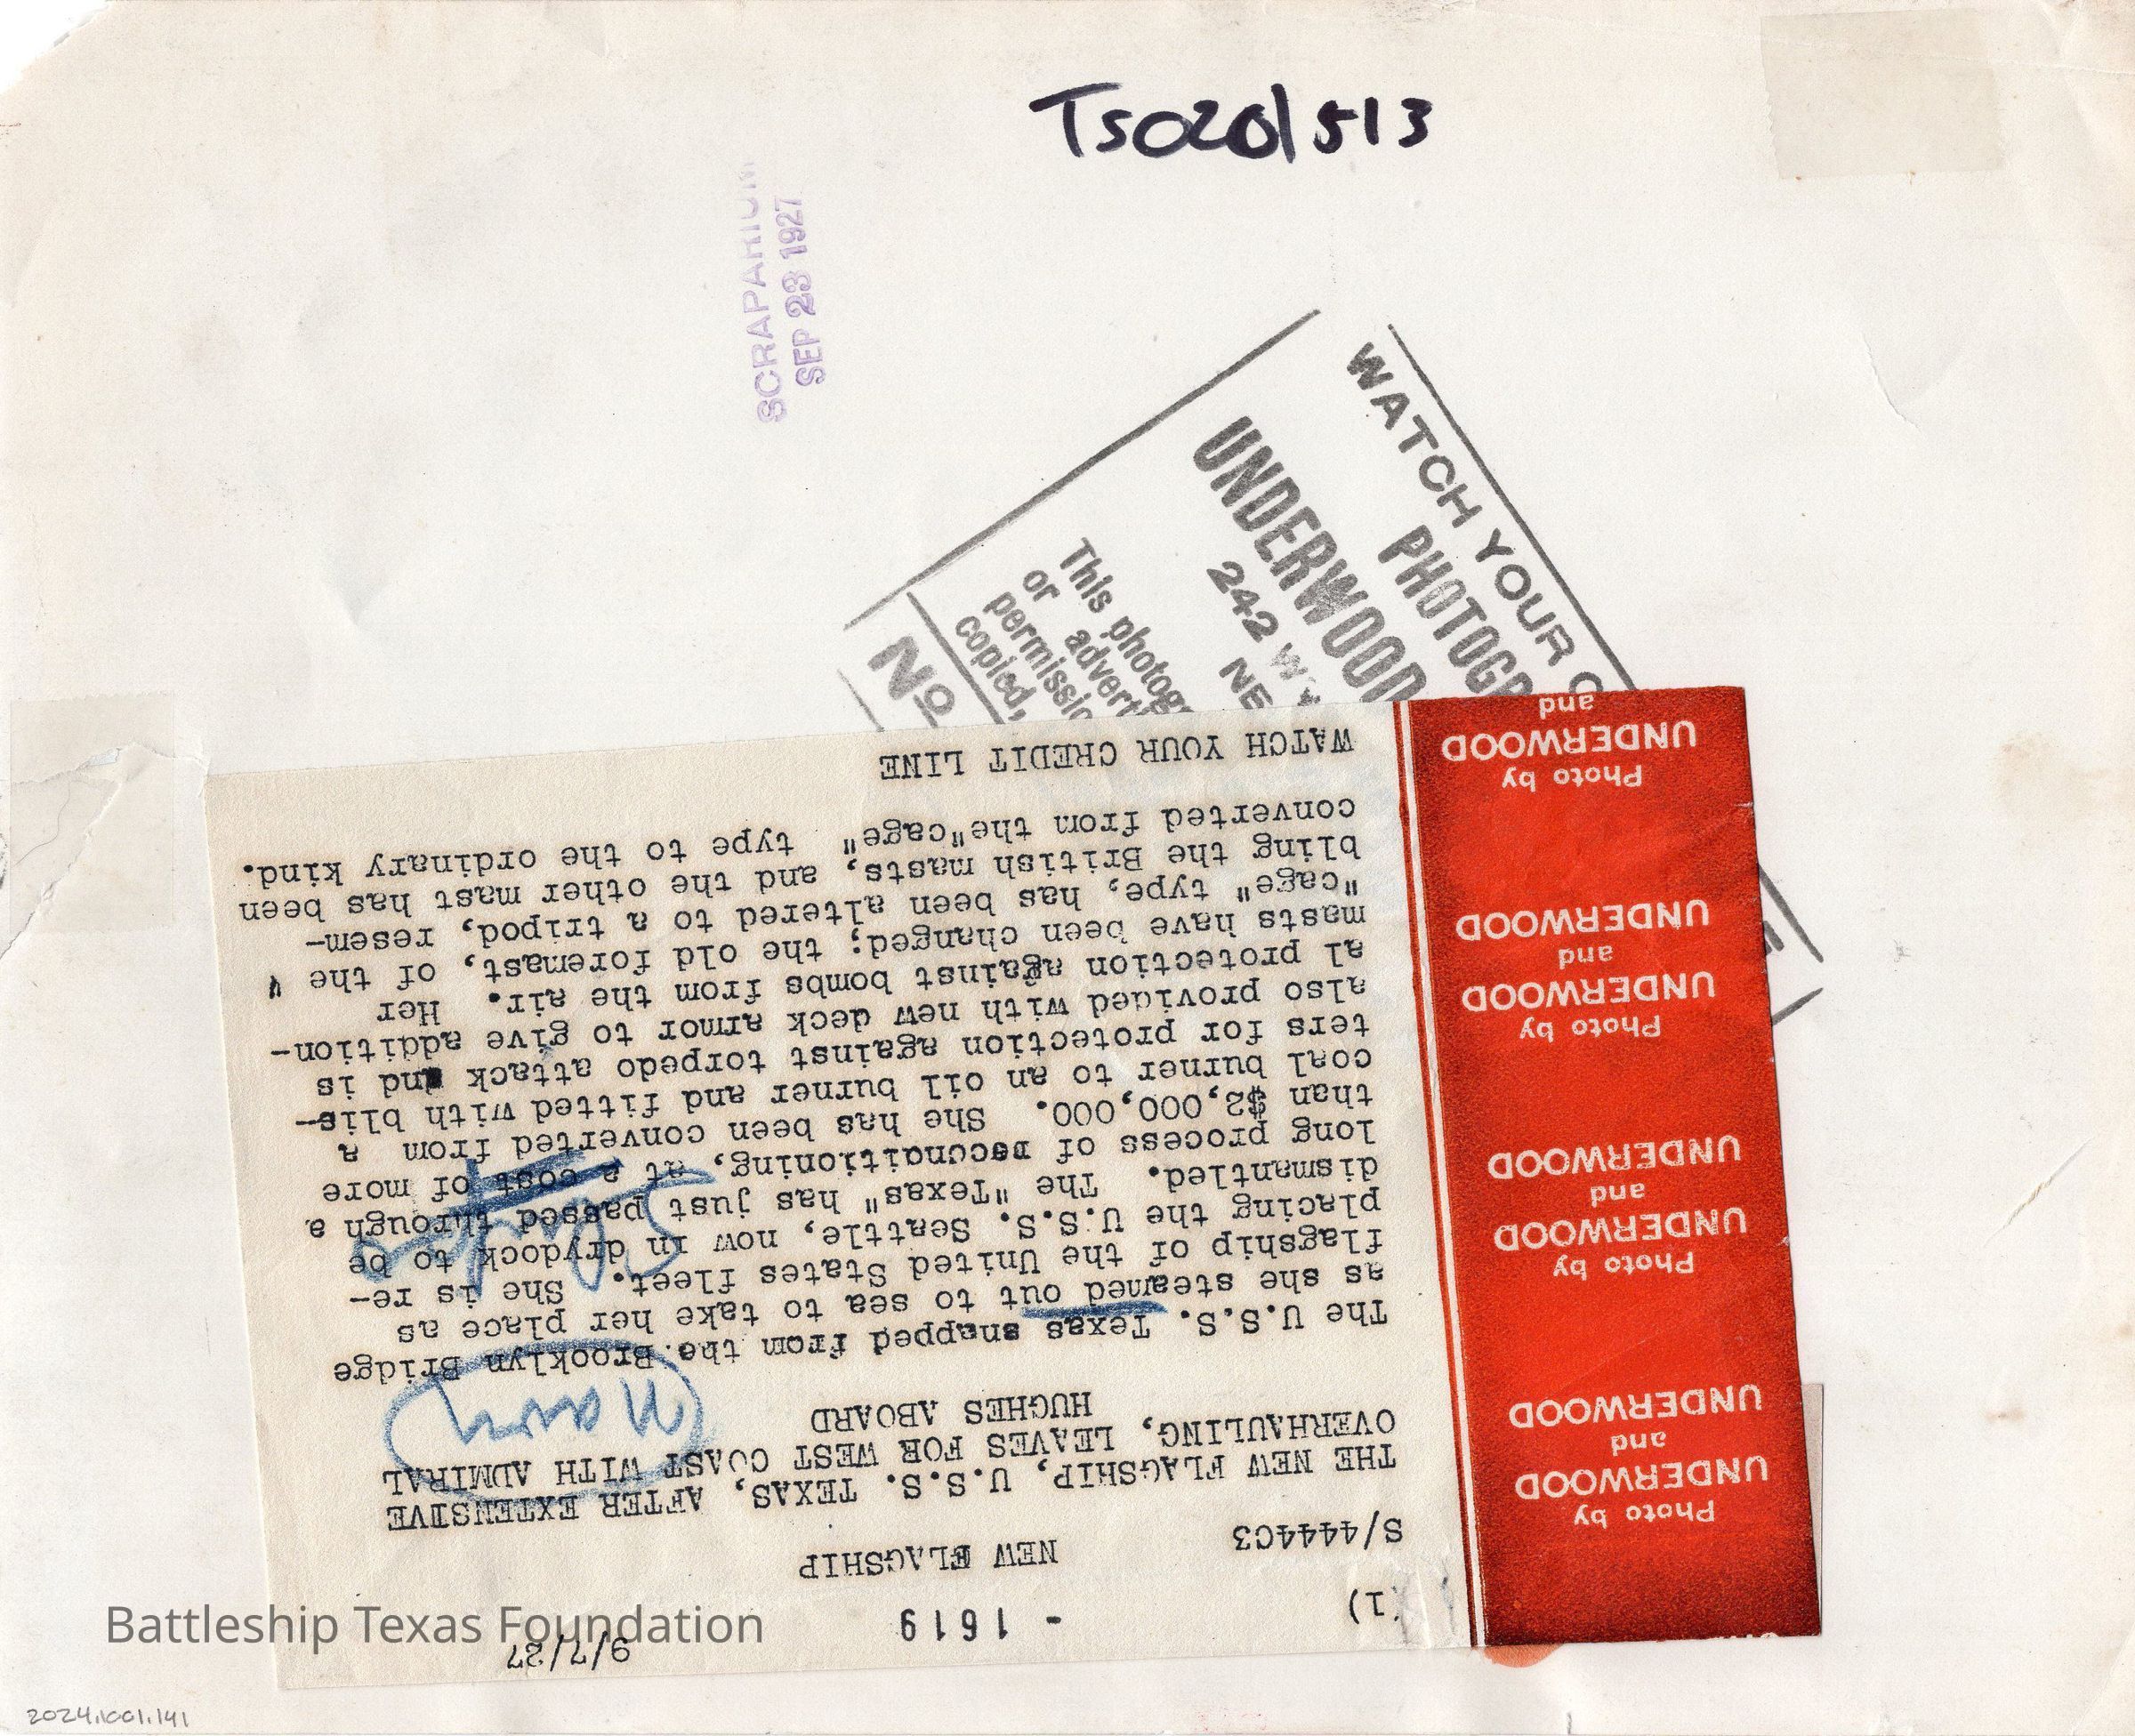 Ts020/513
SCRAPARIUM
SEP 23 1927
WATCH YOUR C
PHOTOGR
UNDERWOOD
242 W
NE
This photogr
or advert
permissio
copied,
No
(1)
- 1619
9/7/27
S/444403
NEW FLAGSHIP
THE NEW FLAGSHIP, U.S.S. TEXAS, AFTER EXTENSIVE
OVERHAULING, LEAVES FOR WEST COAST WITH ADMIRAL
HUGHES ABOARD
The U.S.S. Texas snapped from the Brooklyn Bridge
as she steamed out to sea to take her place as
flagship of the United States fleet. She is re-
placing the U.S.S. Seattle, now in drydock to be
dismantled. The "Texas" has just passed through a
long process of reconditioning, at a cost of more
than $2,000,000. She has been converted from a
coal burner to an oil burner and fitted with blis-
ters for protection against torpedo attack and is
also provided with new deck armor to give addition-
al protection against bombs from the air. Her
masts have been changed; the old foremast, of the
"cage" type, has been altered to a tripod, resem-
bling the British masts, and the other mast has been
converted from the"cage" type to the ordinary kind.
WATCH YOUR CREDIT LINE
Photo by
UNDERWOOD
and
UNDERWOOD
Photo by
UNDERWOOD
and
UNDERWOOD
Photo by
UNDERWOOD
and
UNDERWOOD
Photo by
UNDERWOOD
and
Battleship Texas Foundation
2024.1001.141